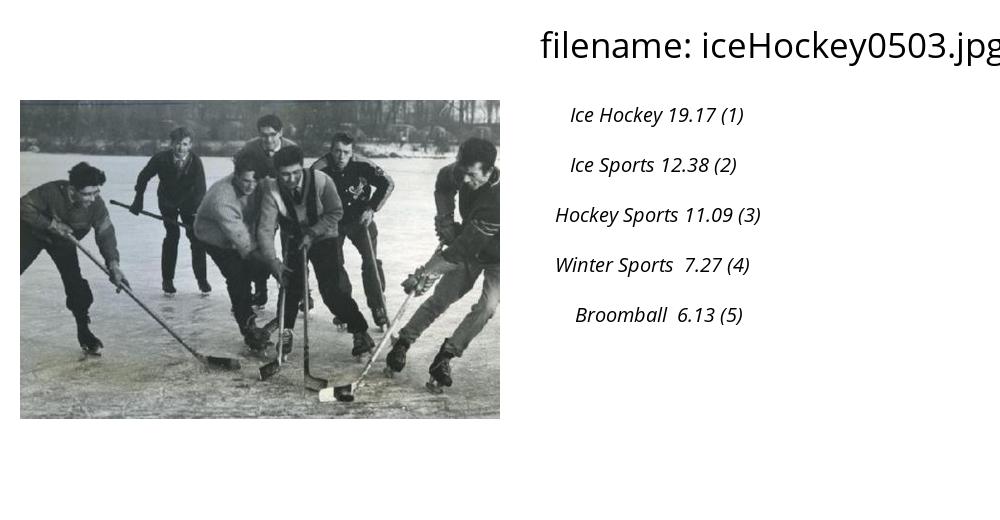 filename: iceHockey0503.jpg
Ice Hockey 19.17 (1)
Ice Sports 12.38 (2)
Hockey Sports 11.09 (3)
Winter Sports 7.27 (4)
Broomball 6.13 (5)